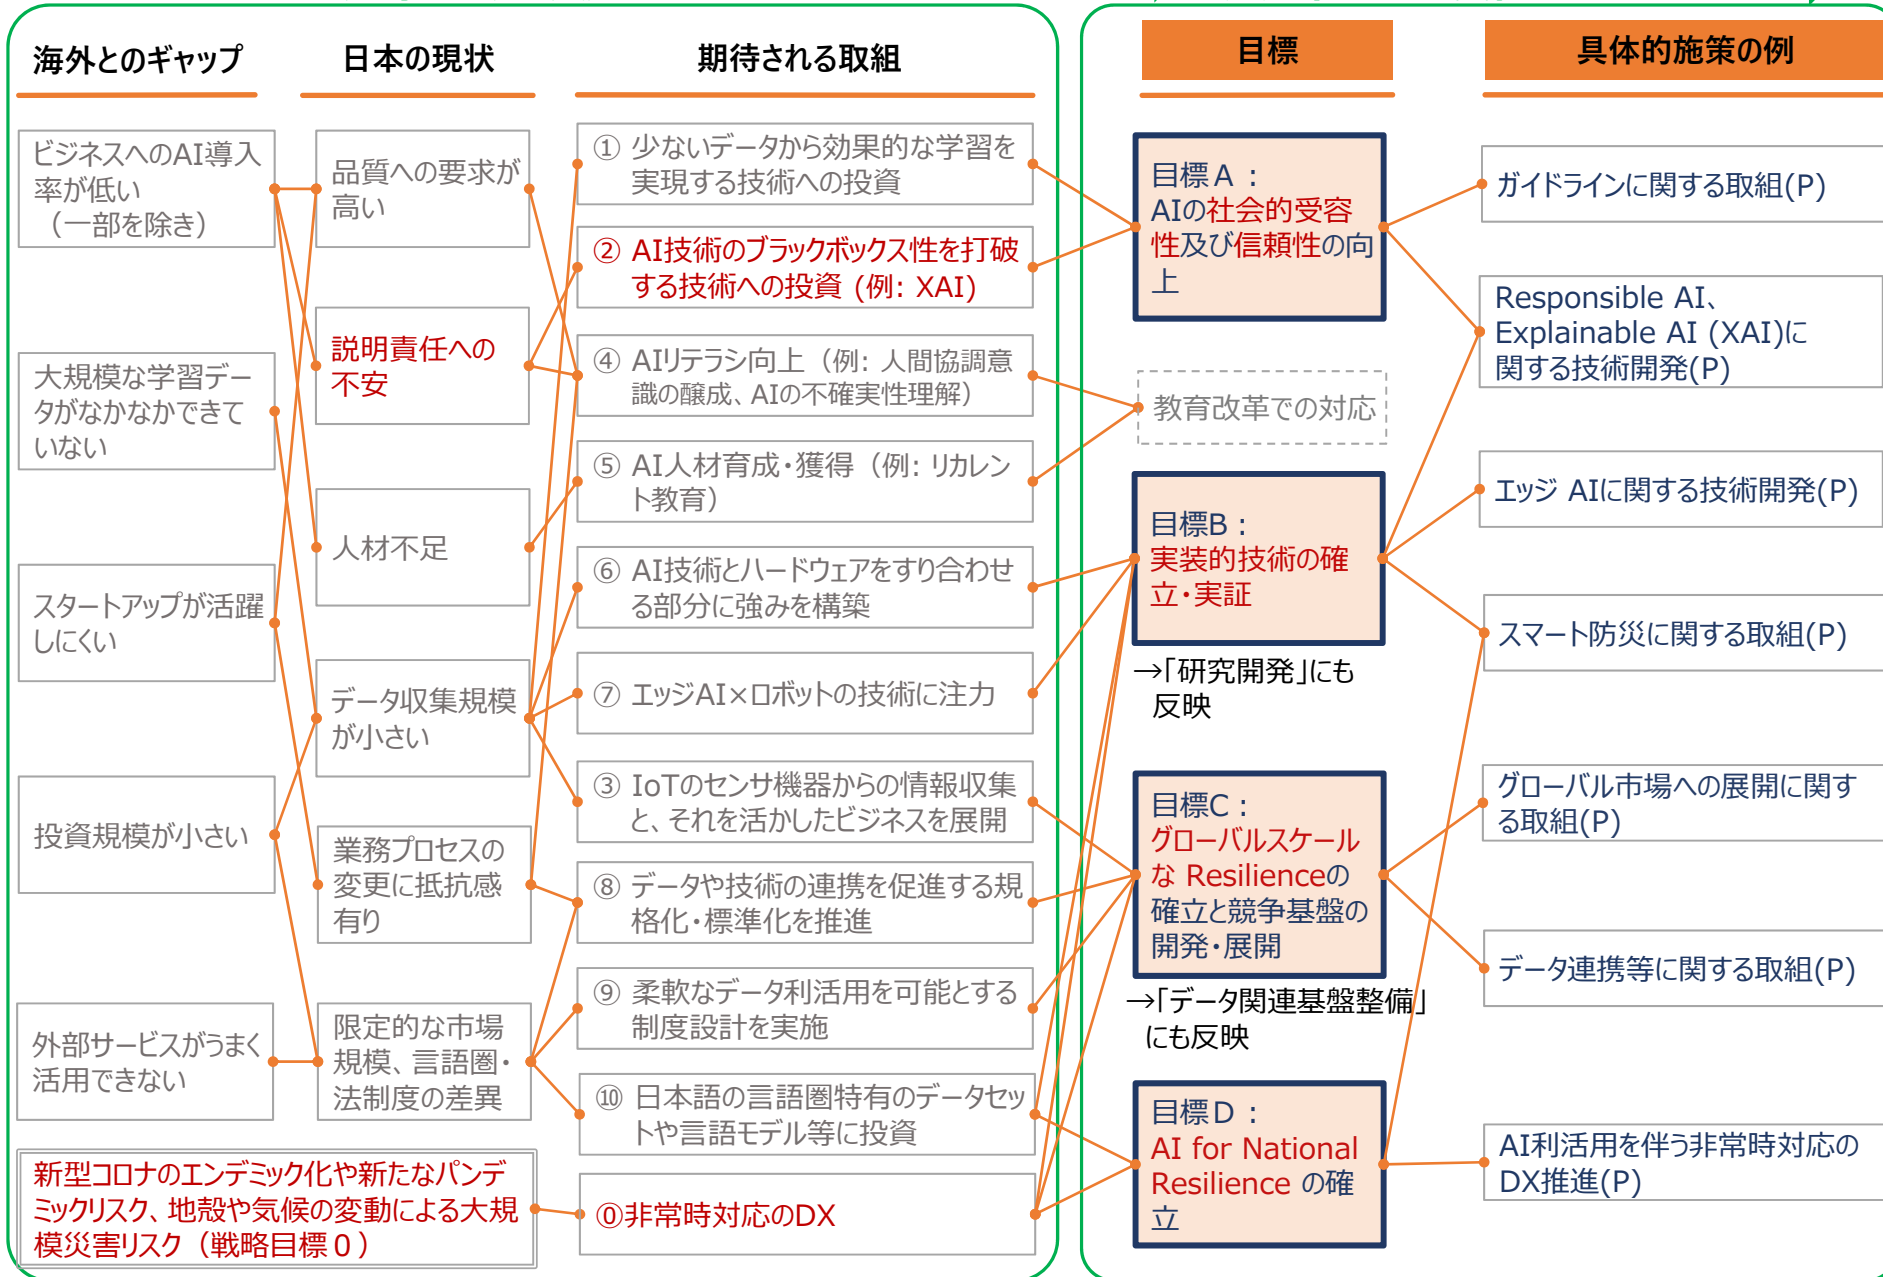 海外とのギャップ
日本の現状
期待される取組
目標
具体的施策の例
ビジネスへのAI導入
率が低い
（一部を除き）
大規模な学習デー
タがなかなかできて
いない
スタートアップが活躍
しにくい
投資規模が小さい
外部サービスがうまく
活用できない
新型コロナのエンデミック化や新たなパンデ
ミックリスク、地殻や気候の変動による大規
模災害リスク（戦略目標０）
品質への要求が
高い
説明責任への
不安
人材不足
データ収集規模
が小さい
業務プロセスの
変更に抵抗感
有り
限定的な市場
規模、言語圏・
法制度の差異
① 少ないデータから効果的な学習を
実現する技術への投資
② AI技術のブラックボックス性を打破
する技術への投資 (例: XAI)
④ AIリテラシ向上（例: 人間協調意
識の醸成、AIの不確実性理解）
⑤ AI人材育成・獲得（例: リカレン
ト教育）
⑥ AI技術とハードウェアをすり合わせ
る部分に強みを構築
⑦ エッジAI×ロボットの技術に注力
③ IoTのセンサ機器からの情報収集
と、それを活かしたビジネスを展開
⑧ データや技術の連携を促進する規
格化・標準化を推進
⑨ 柔軟なデータ利活用を可能とする
制度設計を実施
⑩ 日本語の言語圏特有のデータセッ
トや言語モデル等に投資
⓪非常時対応のDX
目標Ａ：
AIの社会的受容
性及び信頼性の向
上
教育改革での対応
目標B：
実装的技術の確
立・実証
→「研究開発」にも
反映
目標C：
グローバルスケール
な Resilienceの
確立と競争基盤の
開発・展開
→「データ関連基盤整備」
にも反映
目標Ｄ：
AI for National
Resilience の確
立
ガイドラインに関する取組(P)
Responsible AI、
Explainable AI (XAI)に
関する技術開発(P)
エッジ AIに関する技術開発(P)
スマート防災に関する取組(P)
グローバル市場への展開に関す
る取組(P)
データ連携等に関する取組(P)
AI利活用を伴う非常時対応の
DX推進(P)